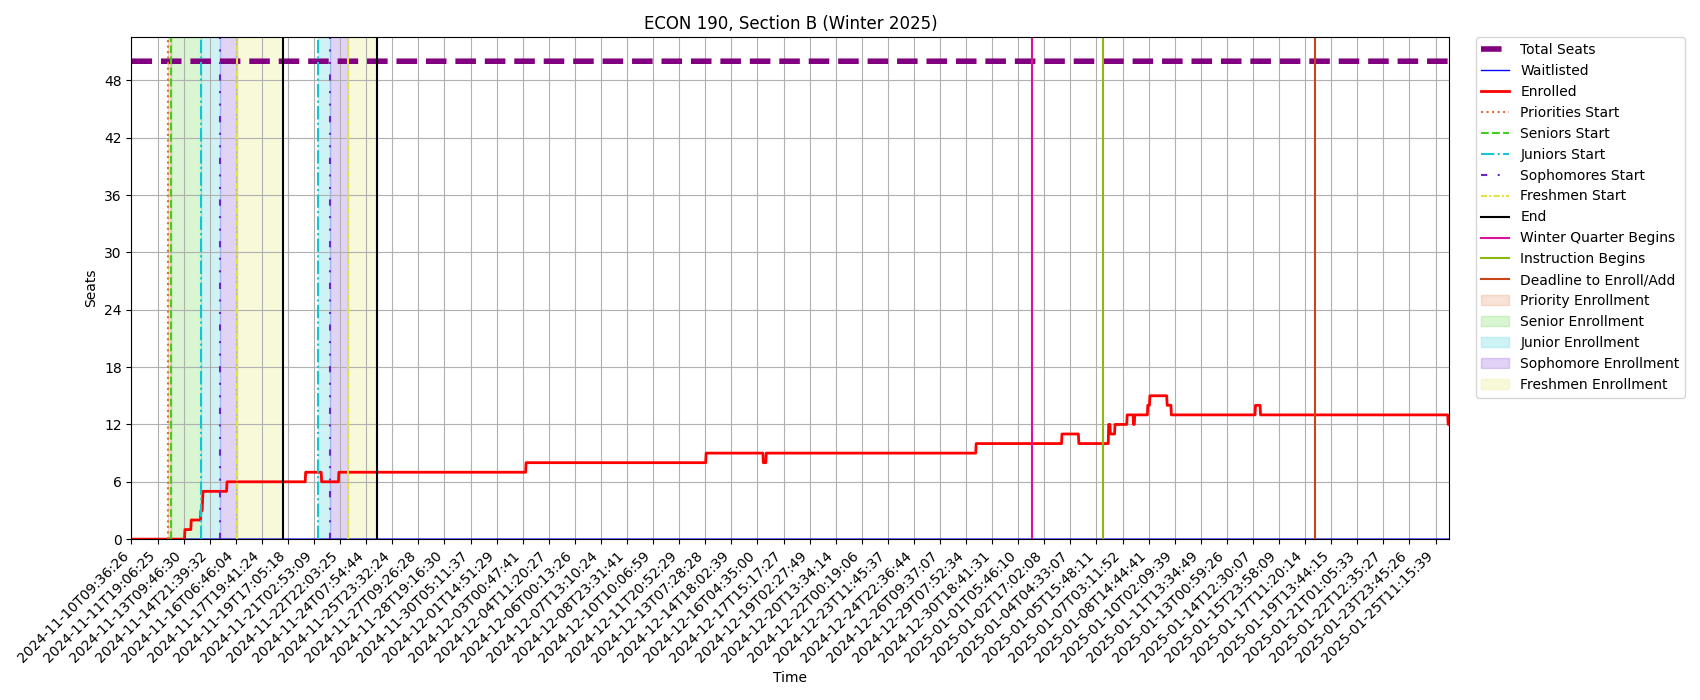 ECON 190, Section B (Winter 2025)
Seats
48
42
36
30
24
18
12
6
0
2024-11-10T09:36:26
2024-11-11T19:06:25
2024-11-13T09:46:30
2024-11-14T21:39:32
2024-11-16T06:46:04
2024-11-17T19:41:24
2024-11-19T17:05:18
2024-11-21T02:53:09
2024-11-22T22:03:25
2024-11-24T07:54:44
2024-11-25T23:32:24
2024-11-27T09:26:28
2024-11-28T19:16:30
2024-11-30T05:11:37
2024-12-01T14:51:29
2024-12-03T00:47:41
2024-12-04T11:20:27
2024-12-06T00:13:26
2024-12-07T13:10:24
2024-12-08T23:31:41
2024-12-10T10:06:59
2024-12-11T20:52:29
2024-12-13T07:28:28
2024-12-14T18:02:39
2024-12-16T04:35:00
2024-12-17T15:17:27
2024-12-19T02:27:49
2024-12-20T13:34:14
2024-12-22T00:19:06
2024-12-23T11:45:37
2024-12-24T22:36:44
2024-12-26T09:37:07
2024-12-29T07:52:34
2024-12-30T18:41:31
2025-01-01T05:46:10
2025-01-02T17:02:08
2025-01-04T04:33:07
2025-01-05T15:48:11
2025-01-07T03:11:52
2025-01-08T14:44:41
2025-01-10T02:09:39
2025-01-11T13:34:49
2025-01-13T00:59:26
2025-01-14T12:30:07
2025-01-15T23:58:09
2025-01-17T11:20:14
2025-01-19T13:44:15
2025-01-21T01:05:33
2025-01-22T12:35:27
2025-01-23T23:45:26
2025-01-25T11:15:39
Time
Total Seats
Waitlisted
Enrolled
Priorities Start
Seniors Start
Juniors Start
Sophomores Start
Freshmen Start
End
Winter Quarter Begins
Instruction Begins
Deadline to Enroll/Add
Priority Enrollment
Senior Enrollment
Junior Enrollment
Sophomore Enrollment
Freshmen Enrollment